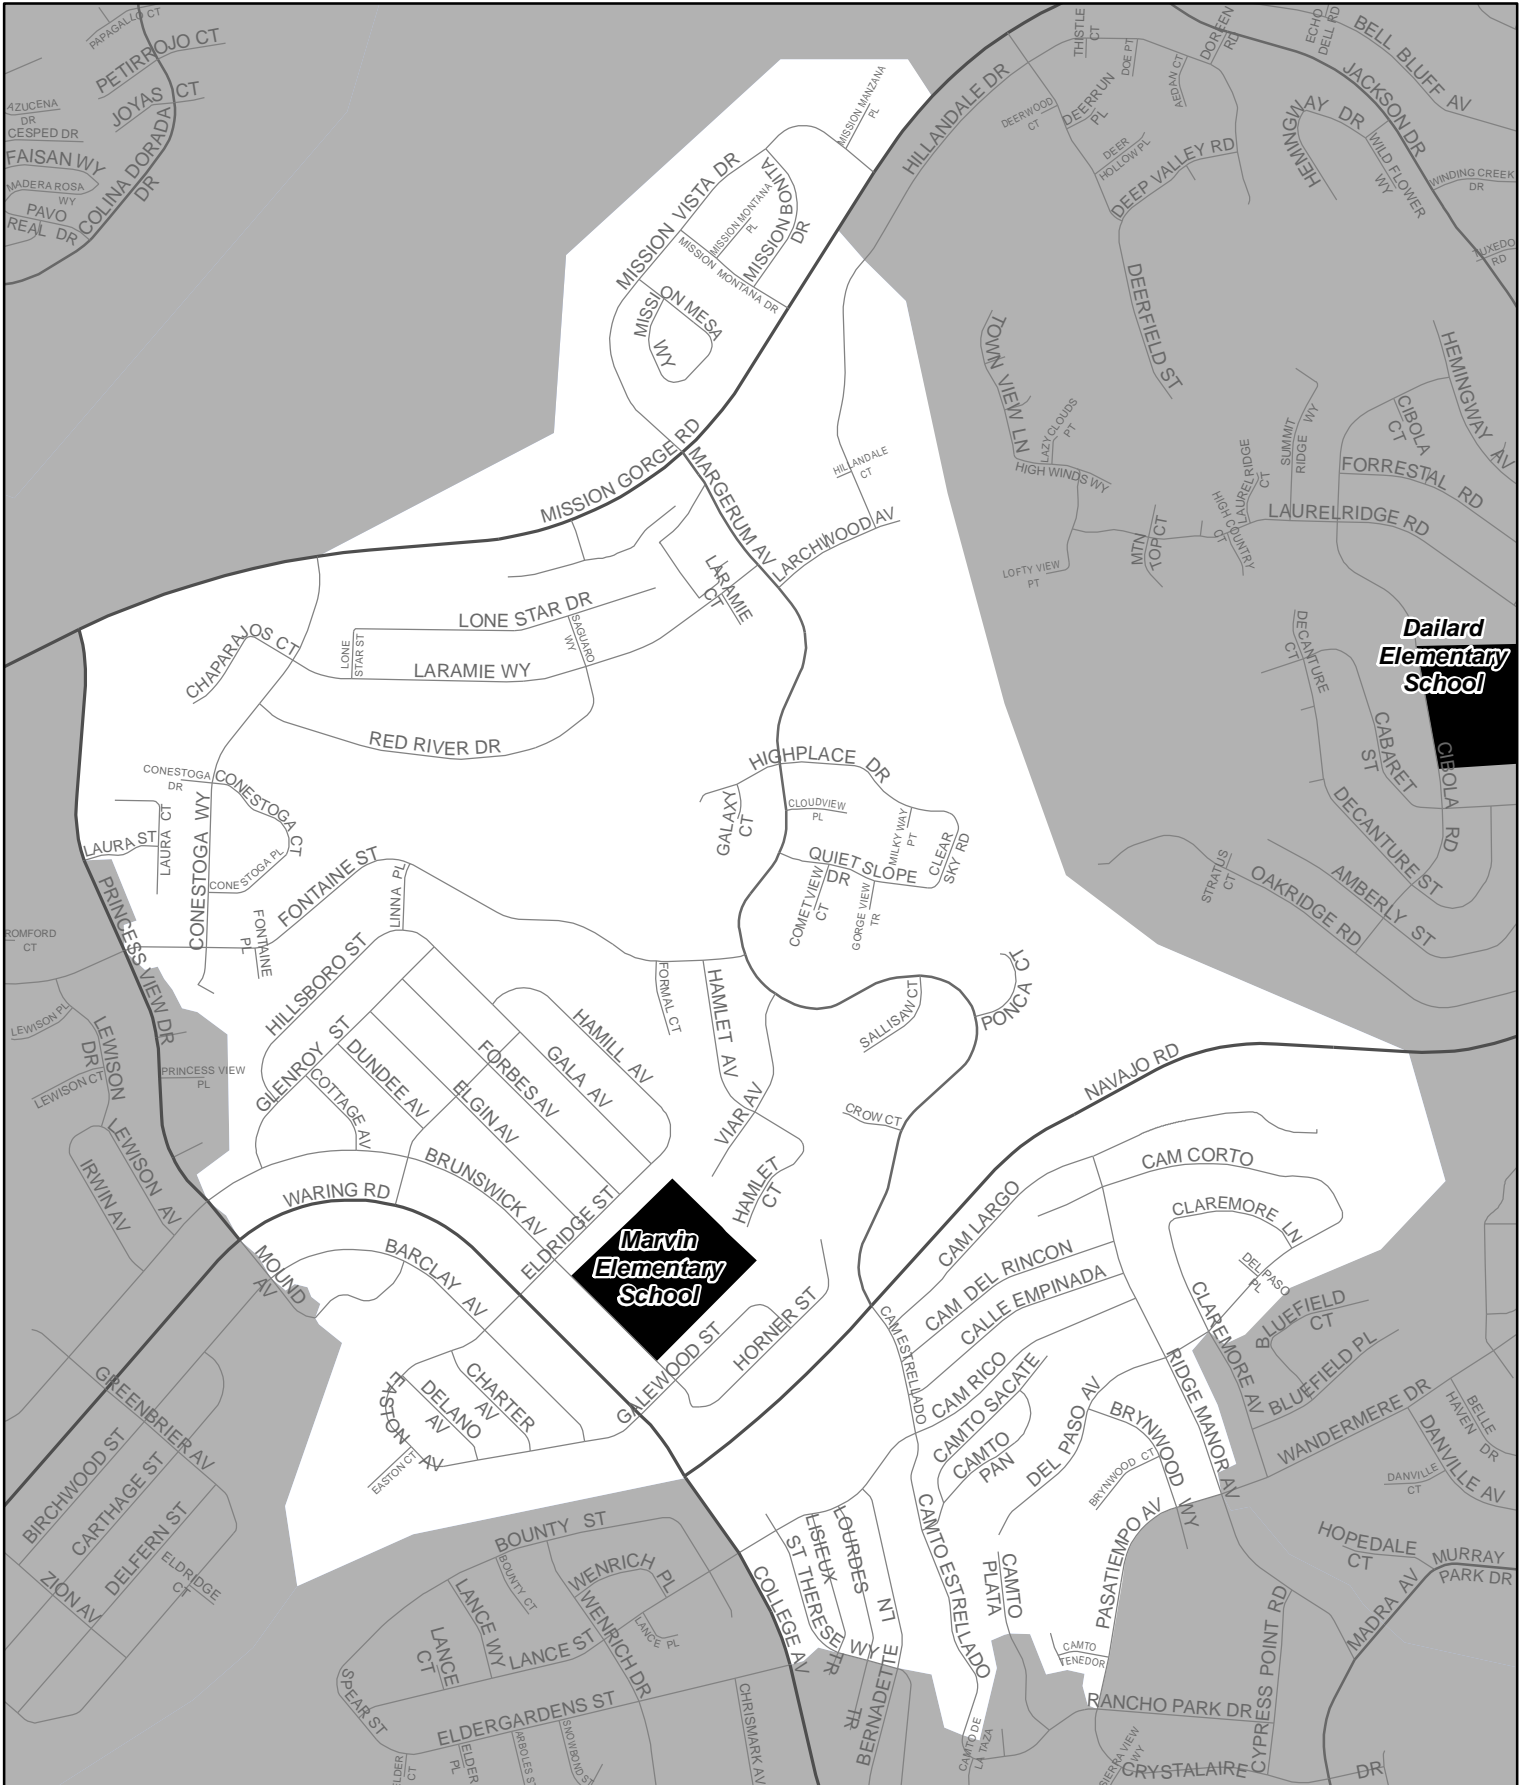 PAPAGALLO CT
PETIRROJO CT
JOYAS CT
AZUCENA
DR
CESPED DR
FAISAN WY
MADERA ROSA
WY
PAVO
REAL DR
COLINA DORADA
DR
MISSION MANZANA
PL
HILLANDALE DR
THISTLE
CT
DOE PT
AEDAN CT
DOREEN
RD
ECHO
DELL RD
BELL BLUFF AV
JACKSON DR
DEERWOOD
CT
DEERRUN
PL
DEER
HOLLOW PL
DEEP VALLEY RD
HEMINGWAY DR
WILD FLOWER
WY
WINDING CREEK
DR
TUXEDO
RD
MISSION VISTA DR
MISSION BONITA
DR
MISSION MONTANA
PL
MISSION MONTANA DR
MISSION MESA
WY
DEERFIELD ST
TOWN VIEW LN
LAZY CLOUDS
PT
HIGH WINDS WY
SUMMIT
RIDGE WY
LAURELRIDGE
CT
HIGH COUNTRY
CT
HEMINGWAY AV
CIBOLA
CT
FORRESTAL RD
LAURELRIDGE RD
MISSION GORGE RD
MARGERUM AV
HILLANDALE
CT
LARCHWOOD AV
LOFTY VIEW
PT
MTN
TOP CT
LARAMIE
CT
LONE STAR DR
SAGUARO
WY
LONE
STAR ST
LARAMIE WY
CHAPARAJOS CT
RED RIVER DR
DECANTURE
CT
Dailard
Elementary
School
CABARET
ST
CIBOLA
RD
DECANTURE ST
AMBERLY ST
OAKRIDGE RD
STRATUS
CT
HIGHPLACE DR
CLOUDVIEW
PL
GALAXY
CT
MILKY WAY
PT
CLEAR
SKY RD
QUIET SLOPE
DR
COMET VIEW
CT
GORGE VIEW
TR
CONESTOGA
DR
CONESTOGA
CT
CONESTOGA PL
CONESTOGA WY
LAURA CT
LAURA ST
FONTAINE ST
LINNA PL
FONTAINE
PL
PRINCESS VIEW DR
ROMFORD
CT
HILLSBORO ST
FORMAL CT
HAMLET AV
SALLISAW CT
PONCA CT
LEWISON PL
LEWISON
DR
LEWISON CT
PRINCESS VIEW
PL
GLENROY ST
DUNDEE AV
COTTAGE AV
ELGIN AV
FORBES AV
GALA AV
HAMILL AV
VIAR AV
CROW CT
NAVAJO RD
LEWISON AV
IRWIN AV
WARING RD
BRUNSWICK AV
ELDRIDGE ST
HAMLET
CT
Marvin
Elementary
School
CAM CORTO
CAM LARGO
CLAREMORE LN
DEL PASO
PL
CAM DEL RINCON
CALLE EMPINADA
MOUND
AV
BARCLAY AV
GALEWOOD ST
HORNER ST
CAM ESTRELLADO
CAM RICO
CAMTO SACATE
CAMTO
PAN
DEL PASO AV
RIDGE MANOR AV
CLAREMORE AV
BLUEFIELD
CT
BLUEFIELD PL
WANDERMERE DR
BELLE
HAVEN DR
DANVILLE AV
DANVILLE
CT
GREENBRIER AV
EASTON AV
DELANO
AV
CHARTER
AV
EASTON CT
BRYNWOOD WY
BRYNWOOD CT
BIRCHWOOD ST
CARTHAGE ST
DELFERN ST
ZION AV
ELDRIDGE
CT
BOUNTY ST
BOUNTY CT
WENRICH PL
WENRICH DR
LANCE PL
LANCE WY
LANCE
CT
LANCE ST
SPEAR ST
ELDERGARDENS ST
ELDER
CT
ELDER
PL
ARBOLES ST
SNOWBOND ST
CHRISMARK AV
COLLEGE AV
ST THERESE WY
LISIEUX
TR
LOURDES
TR
BERNADETTE
LN
CAMTO ESTRELLADO
CAMTO
PLATA
PASATIEMPO AV
CAMTO
TENEDOR
CAMTO DE
LA TAZA
RANCHO PARK DR
SIERRA VIEW
WY
CRYSTALAIRE DR
CYPRESS POINT RD
HOPEDALE
CT
MADRA AV
MURRAY
PARK DR